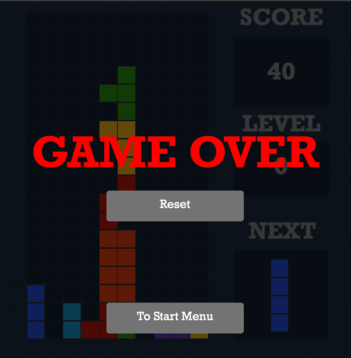 SCORE
40
LEVEL
GAME OVER
Reset
NEXT
To Start Menu